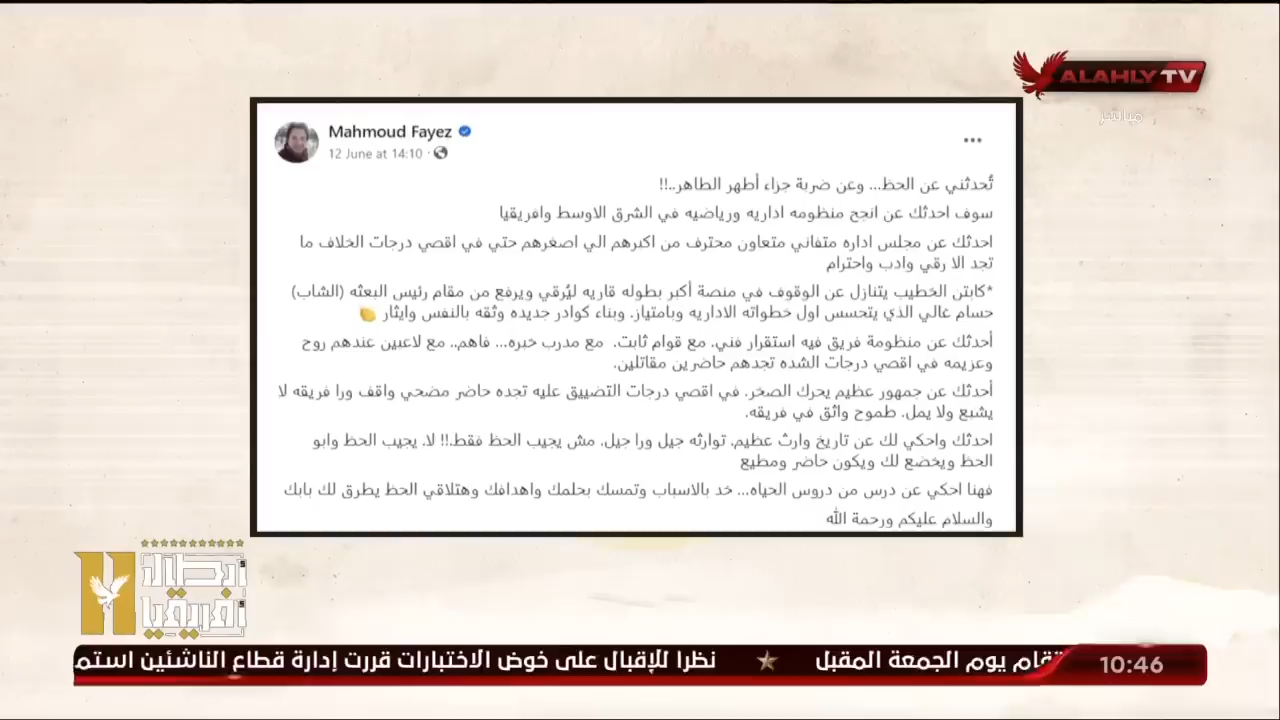 ALAHLY TV
مباشر
Mahmoud Fayez
12 June at 14:10
تُحدثني عن الحظ... وعن ضربة جزاء أطهر الطاهر..!!
سوف احدثك عن انجح منظومه اداريه ورياضيه في الشرق الاوسط وافريقيا
احدثك عن مجلس اداره متفاني متعاون محترف من اكبرهم الي اصغرهم حتي في اقصي درجات الخلاف ما
تجد الا رقي وادب واحترام
*كابتن الخطيب يتنازل عن الوقوف في منصة أكبر بطوله قاريه ليُرقي ويرفع من مقام رئيس البعثه (الشاب)
حسام غالي الذي يتحسس اول خطواته الاداريه وبامتياز. وبناء كوادر جديده وثقه بالنفس وايثار 👏
أحدثك عن منظومة فريق فيه استقرار فني. مع قوام ثابت. مع مدرب خبره... فاهم.. مع لاعبين عندهم روح
وعزيمه في اقصي درجات الشده تجدهم حاضرين مقاتلين.
أحدثك عن جمهور عظيم يحرك الصخر. في اقصي درجات التضييق عليه تجده حاضر مضحي واقف ورا فريقه لا
يشبع ولا يمل. طموح واثق في فريقه.
احدثك واحكي لك عن تاريخ وارث عظيم. توارثه جيل ورا جيل. مش يجيب الحظ فقط.!! لا. يجيب الحظ وابو
الحظ ويخضع لك ويكون حاضر ومطيع
فهنا احكي عن درس من دروس الحياه... خد بالاسباب وتمسك بحلمك واهدافك وهتلاقي الحظ يطرق لك بابك
والسلام عليكم ورحمة الله
11 أبطال
أفريقيا
تقام يوم الجمعة المقبل ★ نظرا للإقبال على خوض الاختبارات قررت إدارة قطاع الناشئين استم
10:46